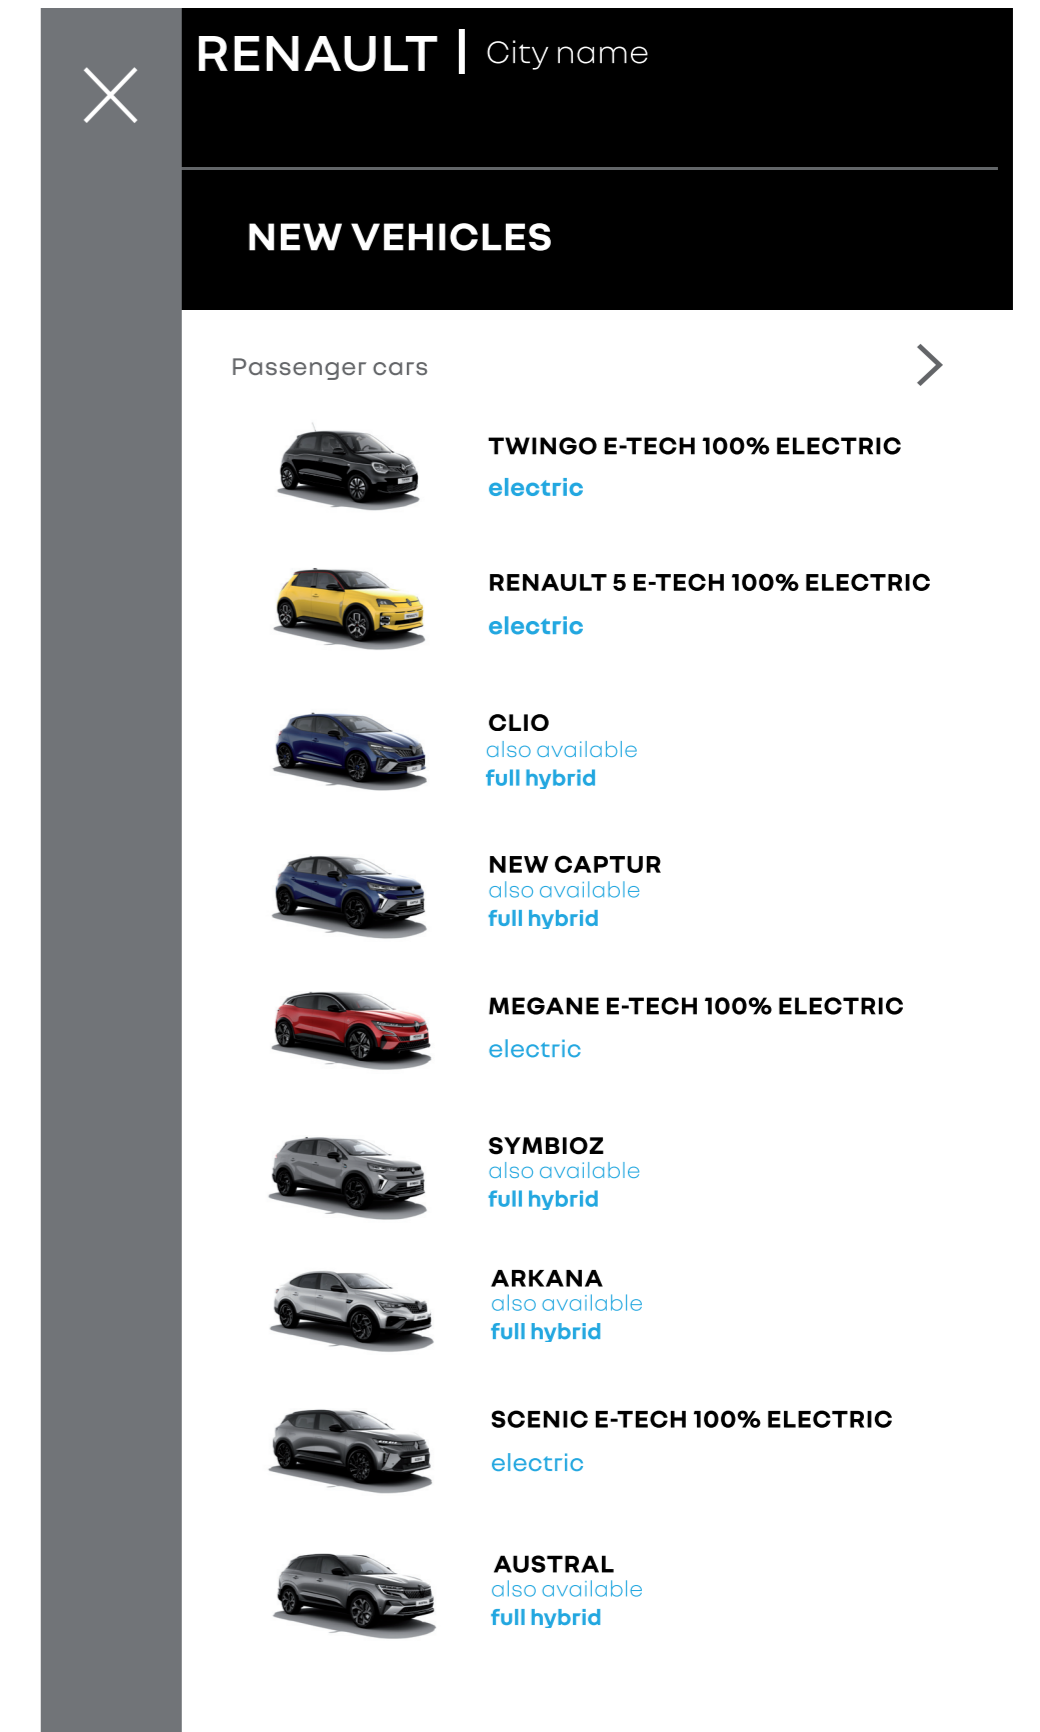 RENAULT | City name
NEW VEHICLES
Passenger cars
TWINGO E-TECH 100% ELECTRIC
electric
RENAULT 5 E-TECH 100% ELECTRIC
electric
CLIO
also available
full hybrid
NEW CAPTUR
also available
full hybrid
MEGANE E-TECH 100% ELECTRIC
electric
SYMBIOZ
also available
full hybrid
ARKANA
also available
full hybrid
SCENIC E-TECH 100% ELECTRIC
electric
AUSTRAL
also available
full hybrid